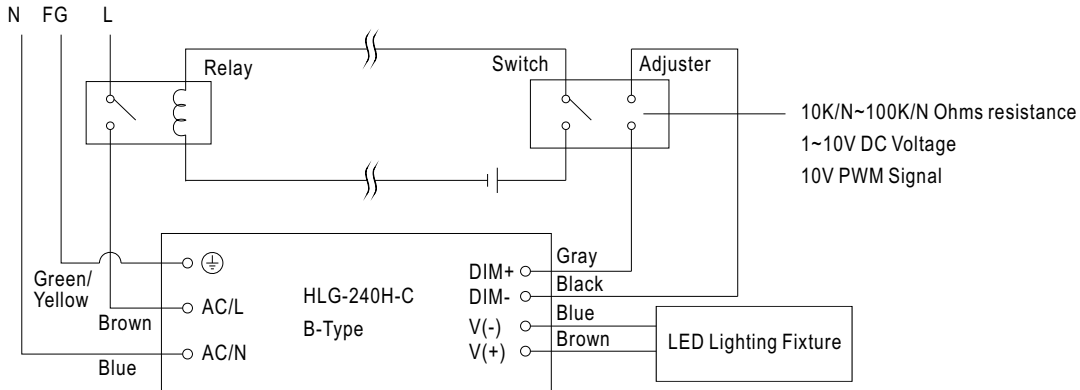 N FG L
Relay
Switch
Adjuster
10K/N~100K/N Ohms resistance
1~10V DC Voltage
10V PWM Signal
Green/
Yellow
Brown
Blue
AC/L
AC/N
HLG-240H-C
B-Type
DIM+
DIM-
V(-)
V(+)
Gray
Black
Blue
Brown
LED Lighting Fixture